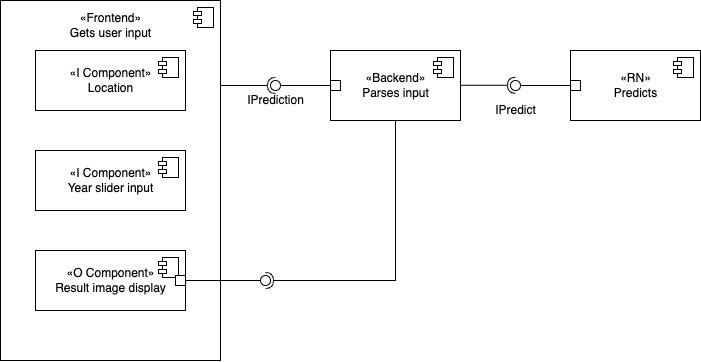 «Frontend»
Gets user input
«I Component»
Location
«I Component»
Year slider input
«O Component»
Result image display
IPrediction
«Backend»
Parses input
IPredict
«RN»
Predicts